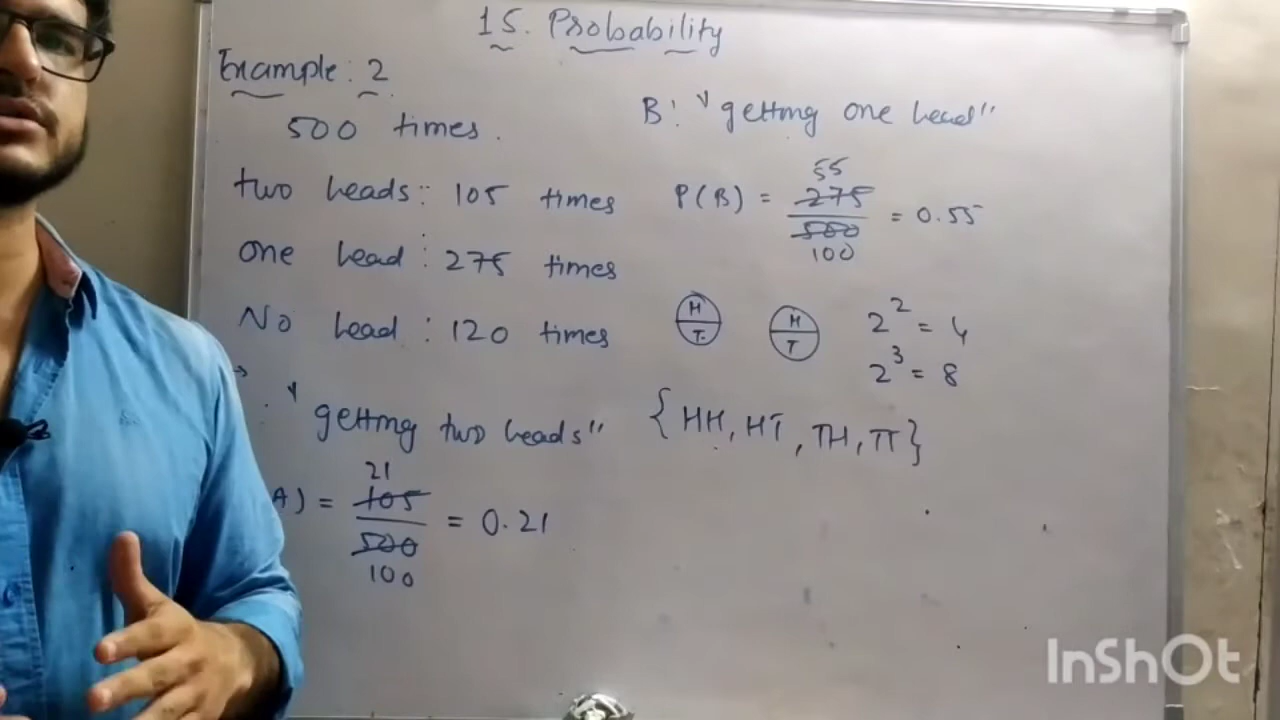 15. Probability
Example: 2
500 times.
two heads: 105 times
one head: 275 times
No head: 120 times
→
"getting two heads"
A) = 105/500 = 0.21
21
100
B: "getting one head"
P(B) = 275/500 = 0.55
55
100
H
T
H
T
2² = 4
2³ = 8
{HH, HT, TH, TT}
InShOt